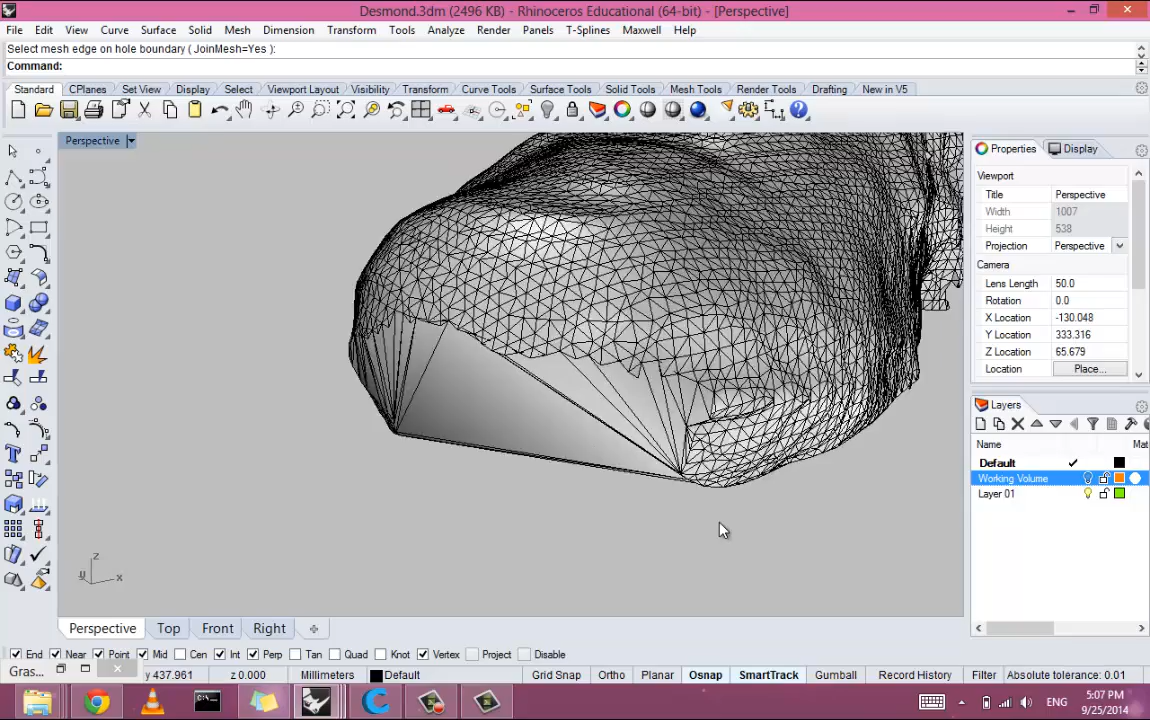 Desmond.3dm (2496 KB) - Rhinoceros Educational (64-bit) - [Perspective]
File Edit View Curve Surface Solid Mesh Dimension Transform Tools Analyze Render Panels T-Splines Maxwell Help
Select mesh edge on hole boundary ( JoinMesh=Yes ):
Command:
Standard CPlanes Set View Display Select Viewport Layout Visibility Transform Curve Tools Surface Tools Solid Tools Mesh Tools Render Tools Drafting New in V5
Perspective
Properties Display
Viewport
Title Perspective
Width 1007
Height 538
Projection Perspective
Camera
Lens Length 50.0
Rotation 0.0
X Location -130.048
Y Location 333.316
Z Location 65.679
Location Place...
Layers
Name Mat
Default
Working Volume
Layer 01
z
y x
Perspective Top Front Right
End Near Point Mid Cen Int Perp Tan Quad Knot Vertex Project Disable
Gras... y 437.961 z 0.000 Millimeters Default Grid Snap Ortho Planar Osnap SmartTrack Gumball Record History Filter Absolute tolerance: 0.01
ENG
5:07 PM
9/25/2014